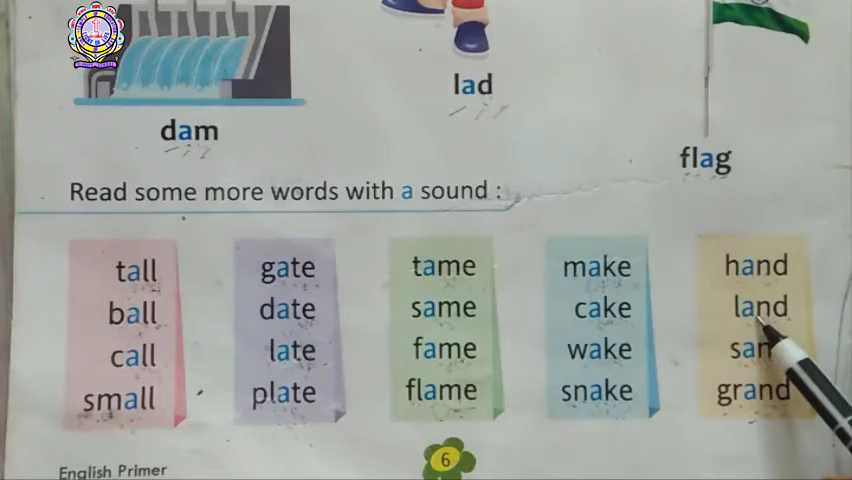 dam
lad
flag
Read some more words with a sound :
tall gate tame make hand
ball date same cake land
call late fame wake
small plate flame snake grand
English Primer
6